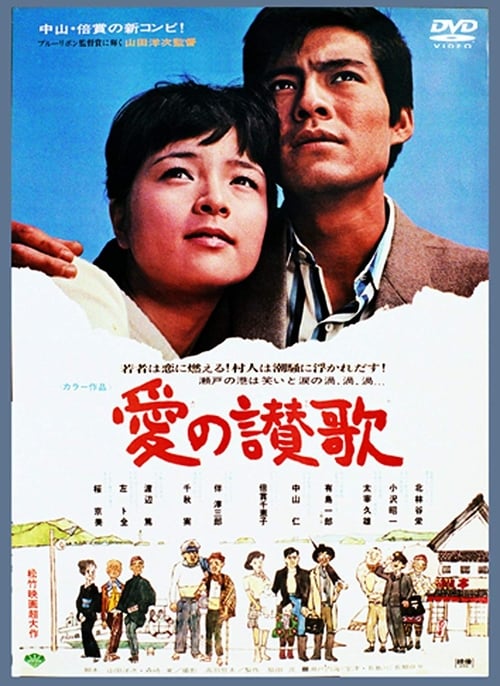 中山・倍賞の新コンビ!
ブルーリボン監督賞に輝く山田洋次監督
DVD
VIDEO
若者は恋に燃える!村人は潮騒に浮かれだす!
瀬戸の港は笑いと涙の渦、渦、渦…
〈カラー作品〉
愛の讃歌
北林谷栄
小沢昭一
太宰久雄
有島一郎
中山仁
倍賞千恵子
伴淳三郎
千秋実
渡辺篤
左卜全
桜京美
松竹映画超大作